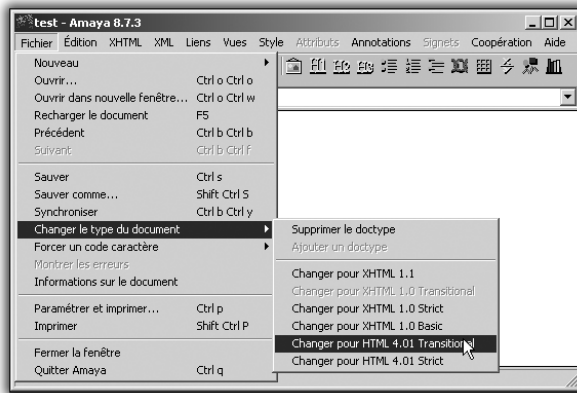 test - Amaya 8.7.3
Fichier Édition XHTML XML Liens Vues Style Attributs Annotations Signets Coopération Aide
Nouveau
Ouvrir... Ctrl o Ctrl o
Ouvrir dans nouvelle fenêtre... Ctrl o Ctrl w
Recharger le document F5
Précédent Ctrl b Ctrl b
Suivant Ctrl b Ctrl f
Sauver Ctrl s
Sauver comme... Shift Ctrl S
Synchroniser Ctrl b Ctrl y
Changer le type du document
Forcer un code caractère
Montrer les erreurs
Informations sur le document
Paramétrer et imprimer... Ctrl p
Imprimer Shift Ctrl P
Fermer la fenêtre
Quitter Amaya Ctrl q
Supprimer le doctype
Ajouter un doctype
Changer pour XHTML 1.1
Changer pour XHTML 1.0 Transitional
Changer pour XHTML 1.0 Strict
Changer pour XHTML 1.0 Basic
Changer pour HTML 4.01 Transitional
Changer pour HTML 4.01 Strict
H1 H2 H3